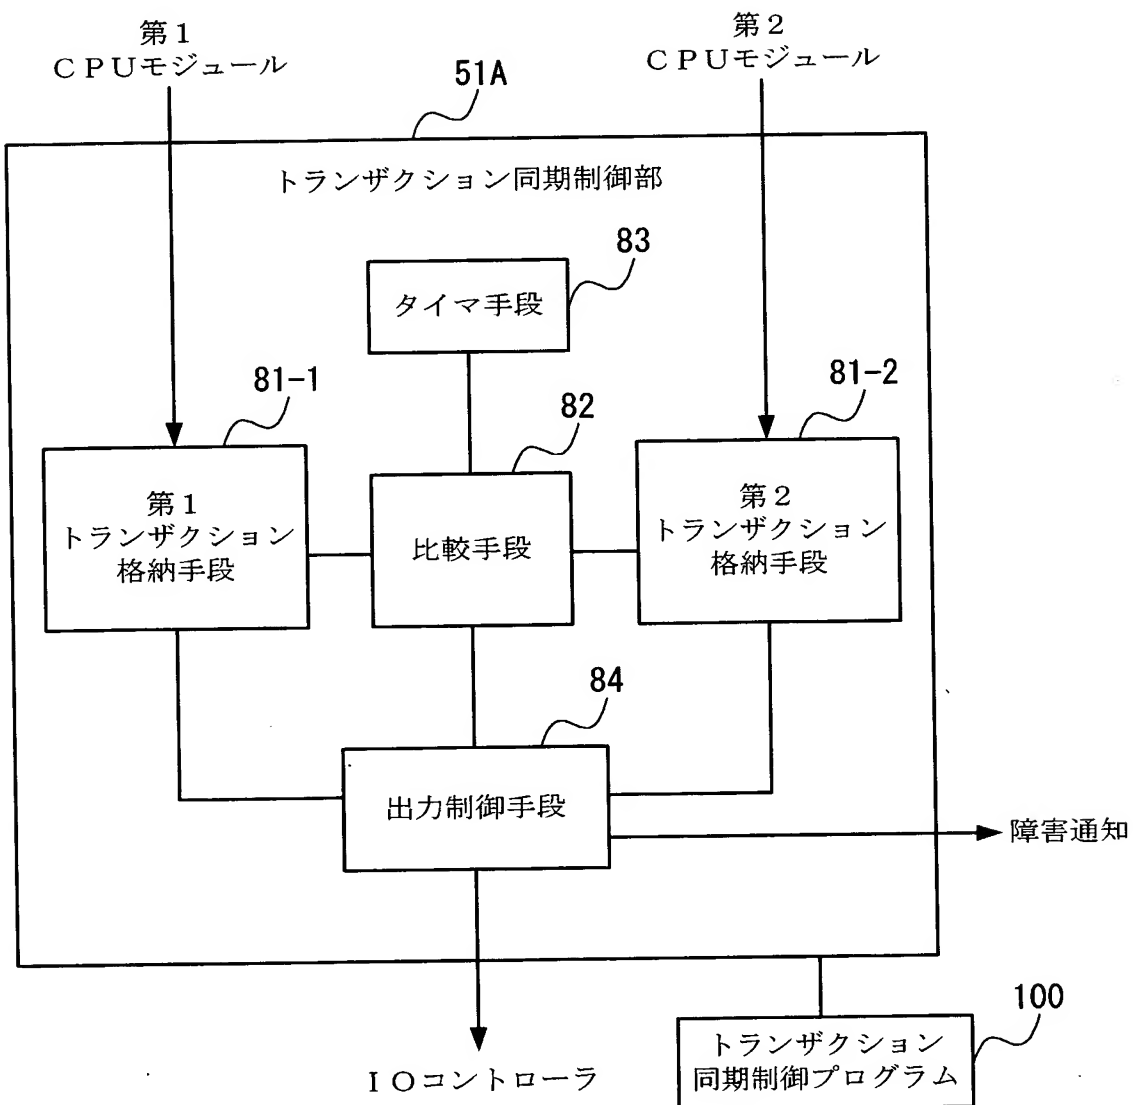 第１
ＣＰＵモジュール
第２
ＣＰＵモジュール
51A
トランザクション同期制御部
83
タイマ手段
81-1
82
81-2
第１
トランザクション
格納手段
比較手段
第２
トランザクション
格納手段
84
出力制御手段
障害通知
100
ＩＯコントローラ
トランザクション
同期制御プログラム